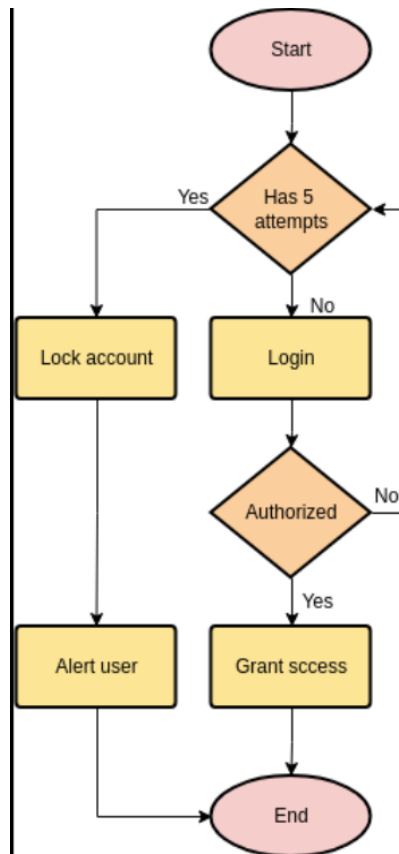 Start
Has 5
attempts
Yes
No
Lock account
Login
Authorized
No
Yes
Alert user
Grant sccess
End